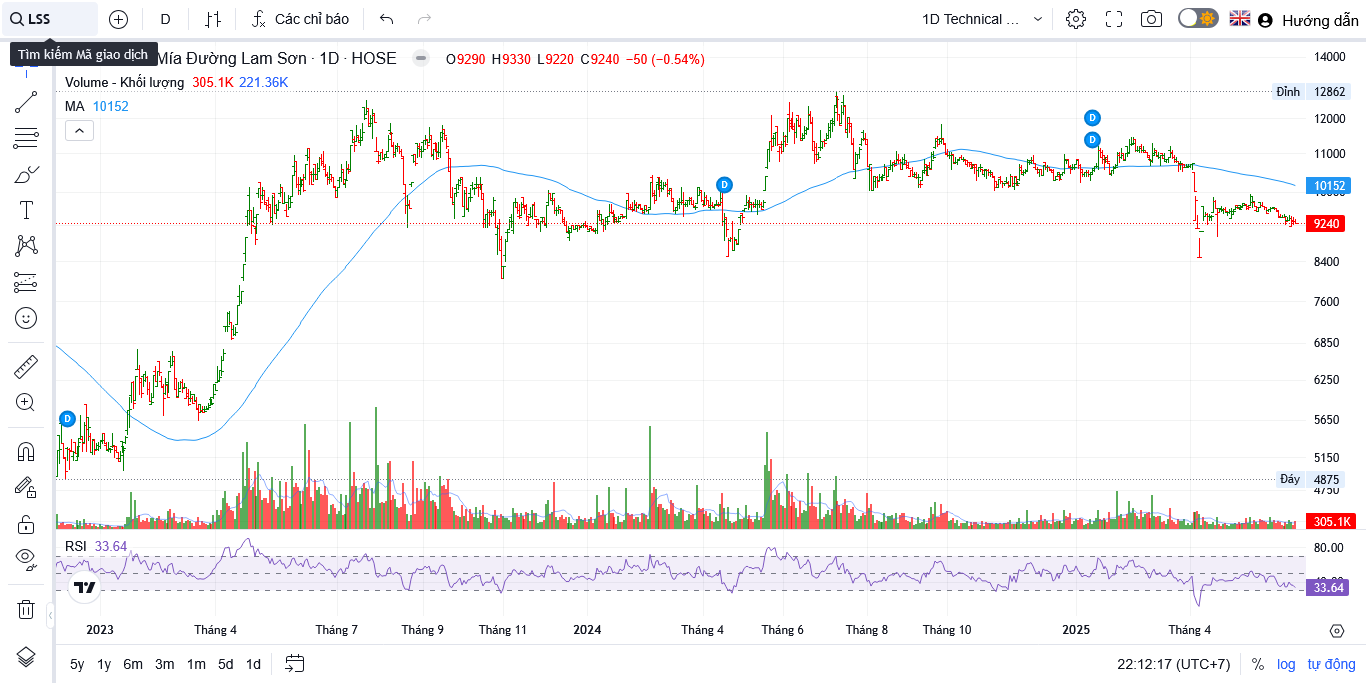 LSS
D
Các chỉ báo
1D Technical ...
Hướng dẫn
Tìm kiếm Mã giao dịch
Mía Đường Lam Sơn · 1D · HOSE
O9290 H9330 L9220 C9240 −50 (−0.54%)
Volume - Khối lượng 305.1K 221.36K
MA 10152
14000
Đỉnh 12862
12000
11000
10152
9240
8400
7600
6850
6250
5650
5150
Đáy 4875
4750
305.1K
D
D
D
D
RSI 33.64
80.00
33.64
2023 Tháng 4 Tháng 7 Tháng 9 Tháng 11 2024 Tháng 4 Tháng 6 Tháng 8 Tháng 10 2025 Tháng 4
5y 1y 6m 3m 1m 5d 1d
22:12:17 (UTC+7) % log tự động